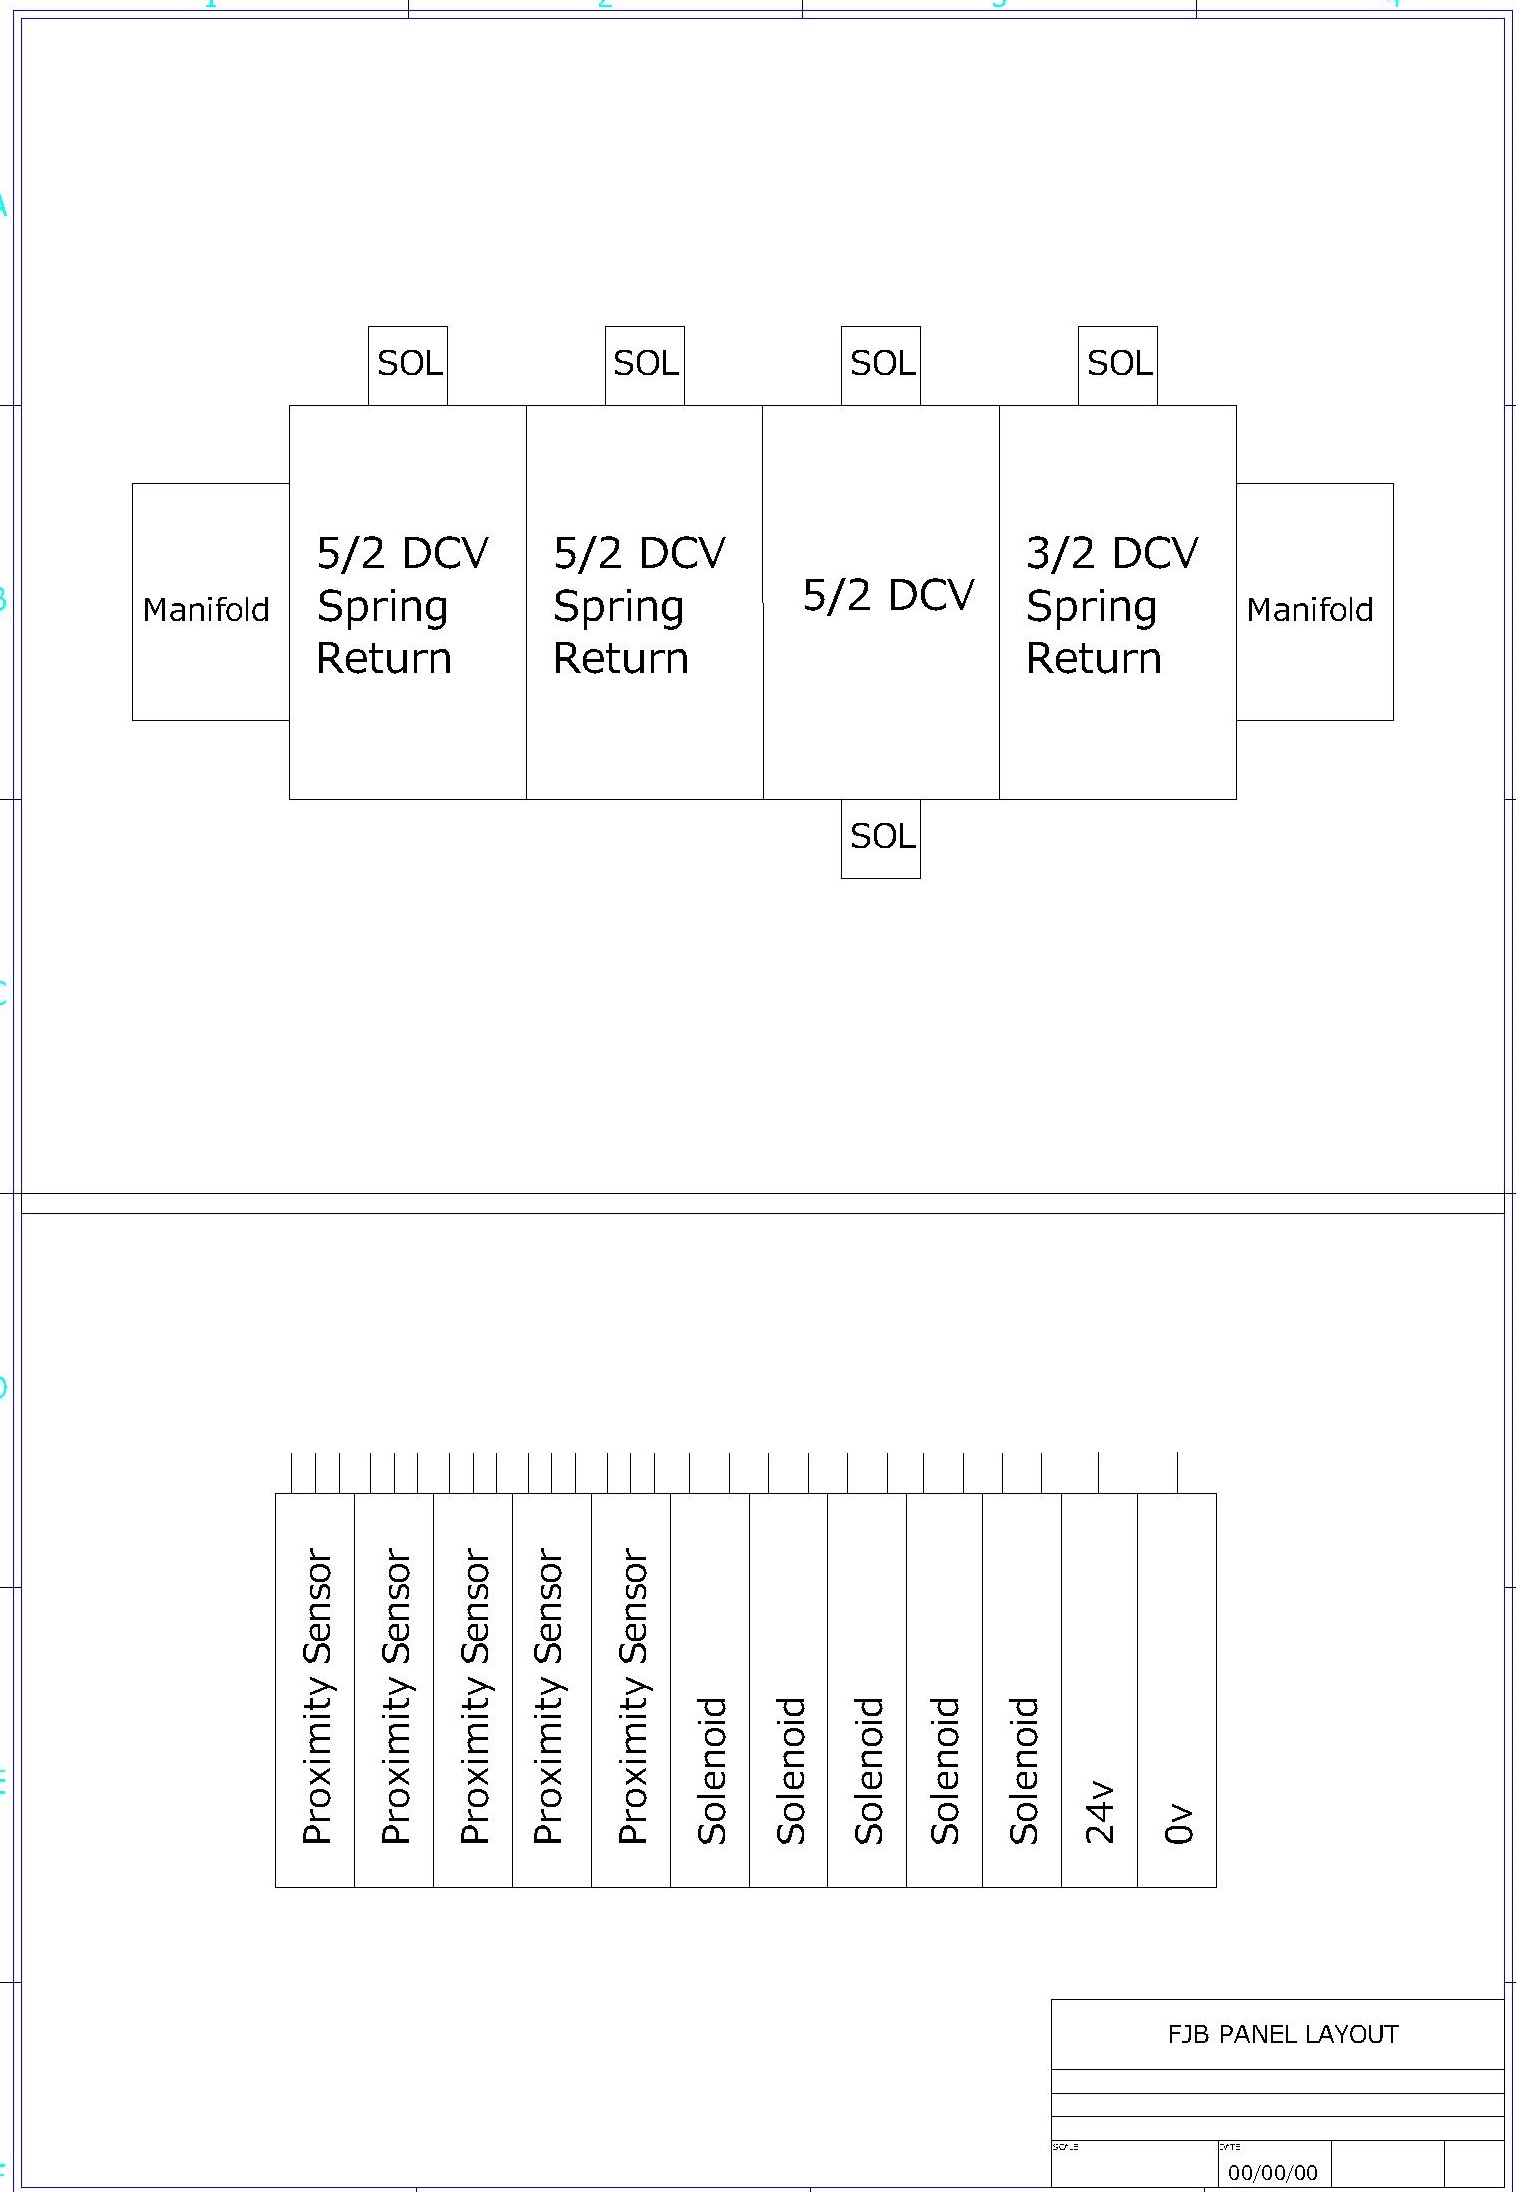 1 2 3 4
A
SOL SOL SOL SOL
5/2 DCV 5/2 DCV 3/2 DCV
Spring Spring 5/2 DCV Spring
B Manifold Manifold
Return Return Return
SOL
C
D
Proximity Sensor
Proximity Sensor
Proximity Sensor
Proximity Sensor
Proximity Sensor
Solenoid
Solenoid
Solenoid
Solenoid
Solenoid
24v
0v
E
FJB PANEL LAYOUT
SCALE DATE
F
00/00/00